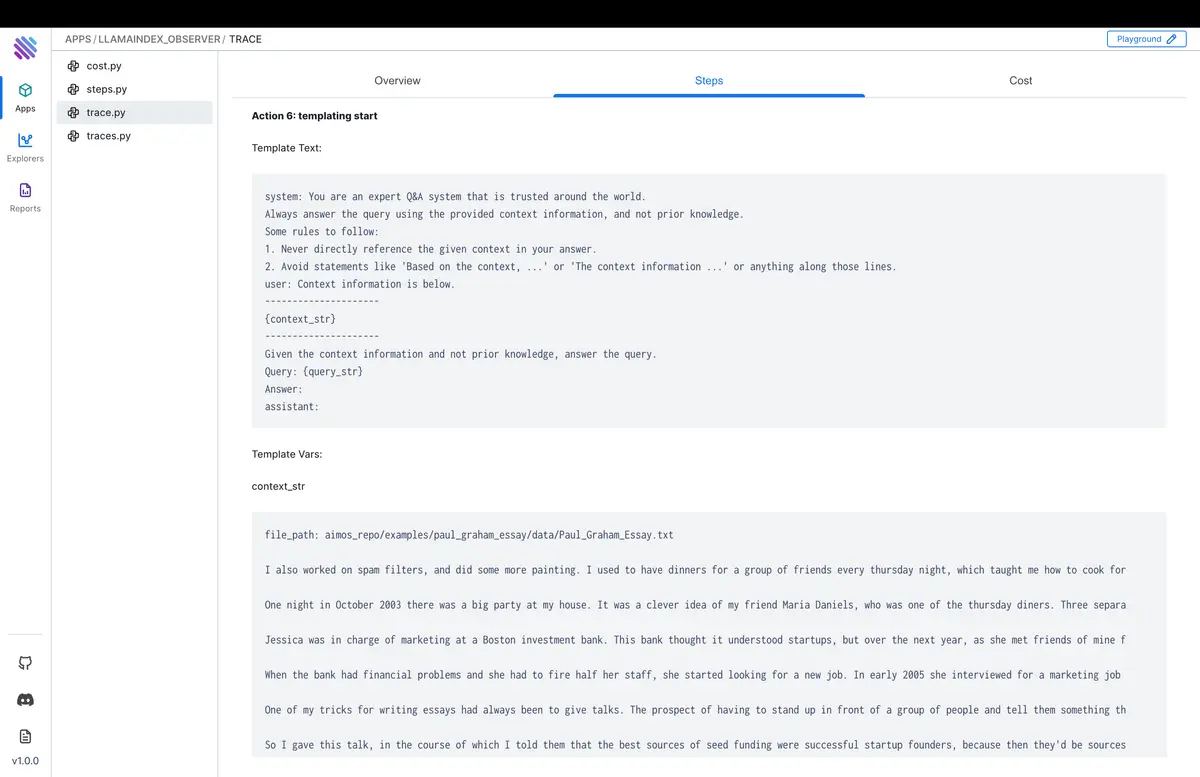 APPS / LLAMAINDEX_OBSERVER / TRACE
Playground
Apps
Explorers
Reports
v1.0.0
cost.py
steps.py
trace.py
traces.py
Overview
Steps
Cost
Action 6: templating start
Template Text:
system: You are an expert Q&A system that is trusted around the world.
Always answer the query using the provided context information, and not prior knowledge.
Some rules to follow:
1. Never directly reference the given context in your answer.
2. Avoid statements like 'Based on the context, ...' or 'The context information ...' or anything along those lines.
user: Context information is below.
---------------------
{context_str}
---------------------
Given the context information and not prior knowledge, answer the query.
Query: {query_str}
Answer:
assistant:
Template Vars:
context_str
file_path: aimos_repo/examples/paul_graham_essay/data/Paul_Graham_Essay.txt
I also worked on spam filters, and did some more painting. I used to have dinners for a group of friends every thursday night, which taught me how to cook for
One night in October 2003 there was a big party at my house. It was a clever idea of my friend Maria Daniels, who was one of the thursday diners. Three separa
Jessica was in charge of marketing at a Boston investment bank. This bank thought it understood startups, but over the next year, as she met friends of mine f
When the bank had financial problems and she had to fire half her staff, she started looking for a new job. In early 2005 she interviewed for a marketing job
One of my tricks for writing essays had always been to give talks. The prospect of having to stand up in front of a group of people and tell them something th
So I gave this talk, in the course of which I told them that the best sources of seed funding were successful startup founders, because then they'd be sources